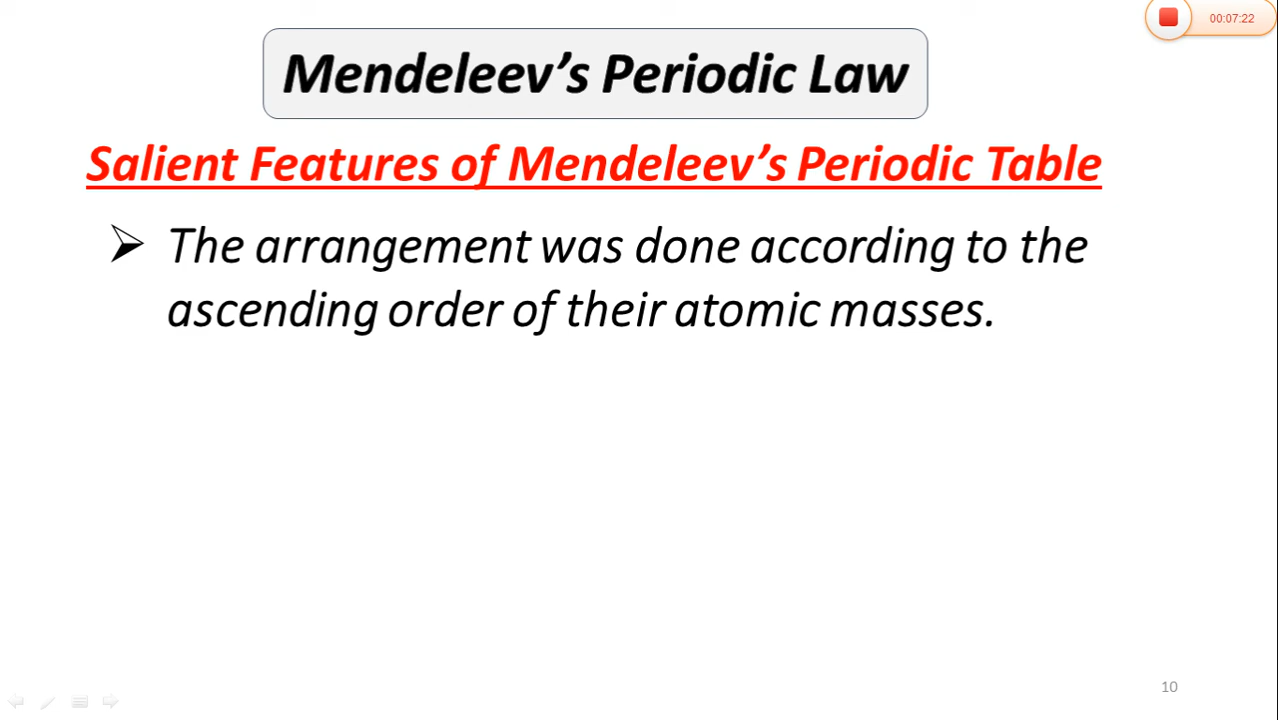 00:07:22
Mendeleev’s Periodic Law
Salient Features of Mendeleev’s Periodic Table
➢ The arrangement was done according to the
ascending order of their atomic masses.
10